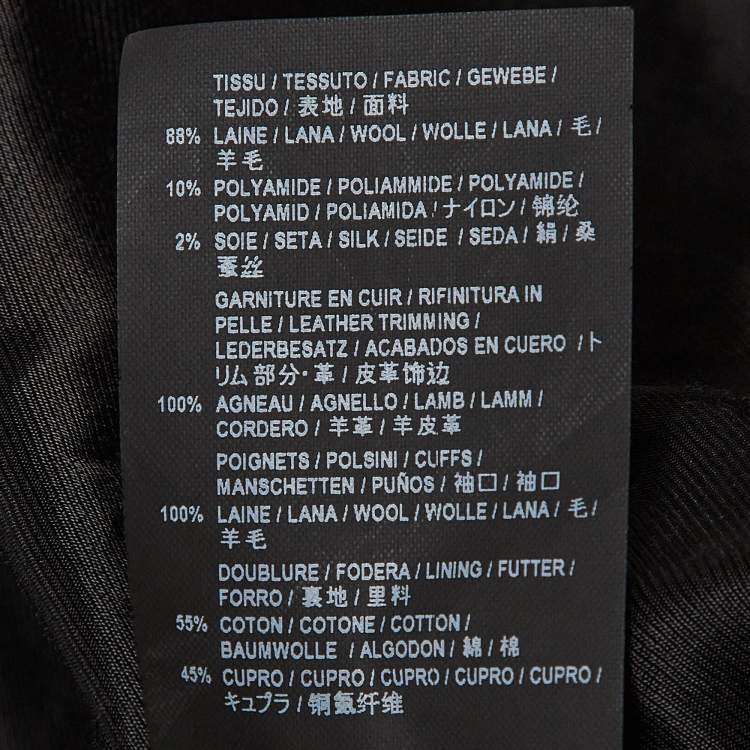 TISSU / TESSUTO / FABRIC / GEWEBE /
TEJIDO / 表地 / 面料
88% LAINE / LANA / WOOL / WOLLE / LANA / 毛 /
羊毛
10% POLYAMIDE / POLIAMMIDE / POLYAMIDE /
POLYAMID / POLIAMIDA / ナイロン / 锦纶
2% SOIE / SETA / SILK / SEIDE / SEDA / 絹 / 桑
蚕丝
GARNITURE EN CUIR / RIFINITURA IN
PELLE / LEATHER TRIMMING /
LEDERBESATZ / ACABADOS EN CUERO / ト
リム部分・革 / 皮革饰边
100% AGNEAU / AGNELLO / LAMB / LAMM /
CORDERO / 羊革 / 羊皮革
POIGNETS / POLSINI / CUFFS /
MANSCHETTEN / PUÑOS / 袖口 / 袖口
100% LAINE / LANA / WOOL / WOLLE / LANA / 毛 /
羊毛
DOUBLURE / FODERA / LINING / FUTTER /
FORRO / 裏地 / 里料
55% COTON / COTONE / COTTON /
BAUMWOLLE / ALGODON / 綿 / 棉
45% CUPRO / CUPRO / CUPRO / CUPRO / CUPRO /
キュプラ / 铜氨纤维